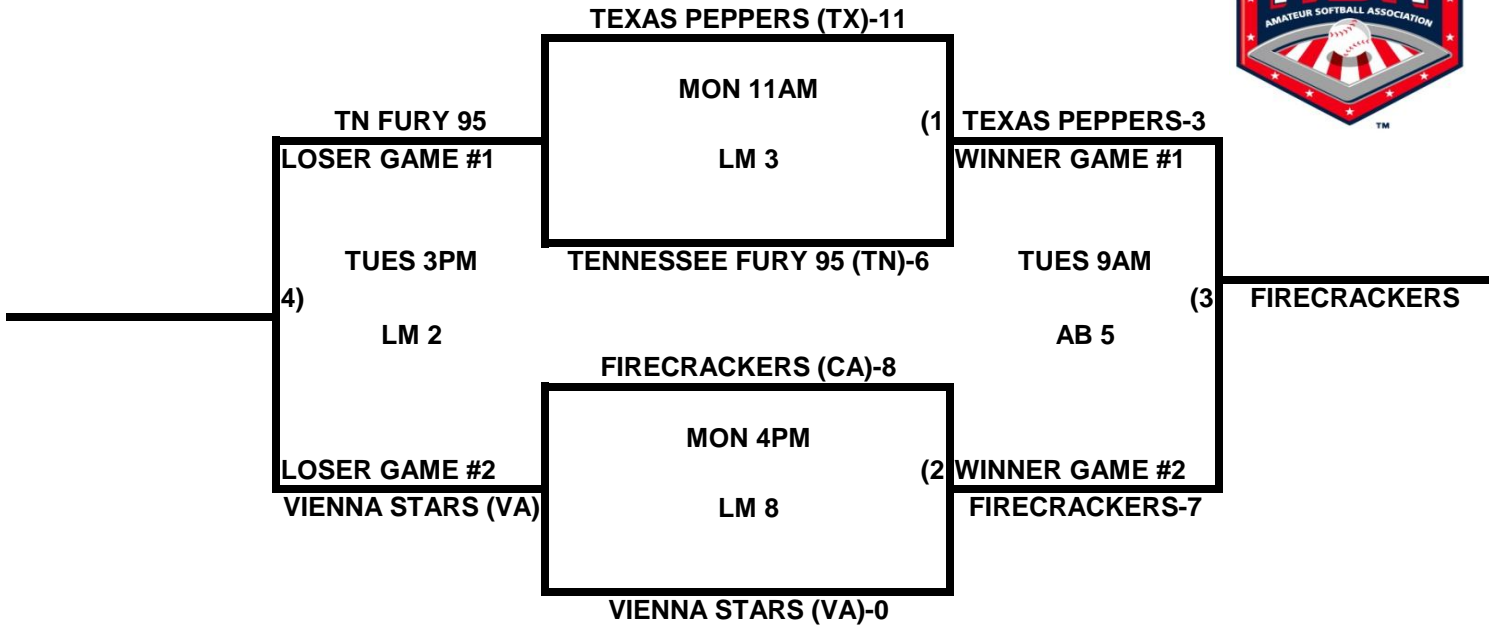 TEXAS PEPPERS (TX)-11
AMATEUR SOFTBALL ASSOCIATION
TM
MON 11AM
TN FURY 95
(1
TEXAS PEPPERS-3
LOSER GAME #1
LM 3
WINNER GAME #1
TUES 3PM
TENNESSEE FURY 95 (TN)-6
TUES 9AM
4)
(3
FIRECRACKERS
LM 2
AB 5
FIRECRACKERS (CA)-8
MON 4PM
LOSER GAME #2
(2
WINNER GAME #2
VIENNA STARS (VA)
LM 8
FIRECRACKERS-7
VIENNA STARS (VA)-0